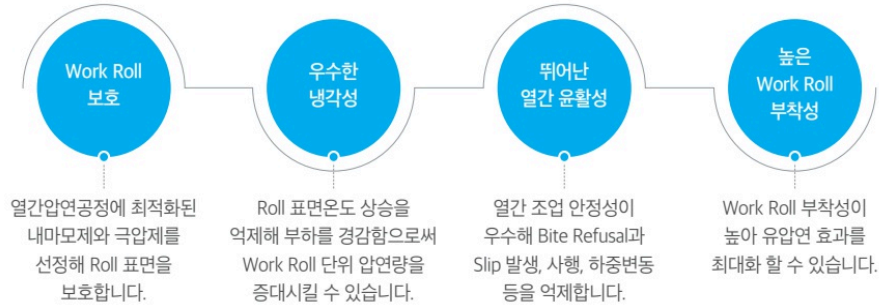 Work Roll
보호
우수한
냉각성
뛰어난
열간 윤활성
높은
Work Roll
부착성
열간압연공정에 최적화된
내마모제와 극압제를
선정해 Roll 표면을
보호합니다.
Roll 표면온도 상승을
억제해 부하를 경감함으로써
Work Roll 단위 압연량을
증대시킬 수 있습니다.
열간 조업 안정성이
우수해 Bite Refusal과
Slip 발생, 사행, 하중변동
등을 억제합니다.
Work Roll 부착성이
높아 유압연 효과를
최대화 할 수 있습니다.